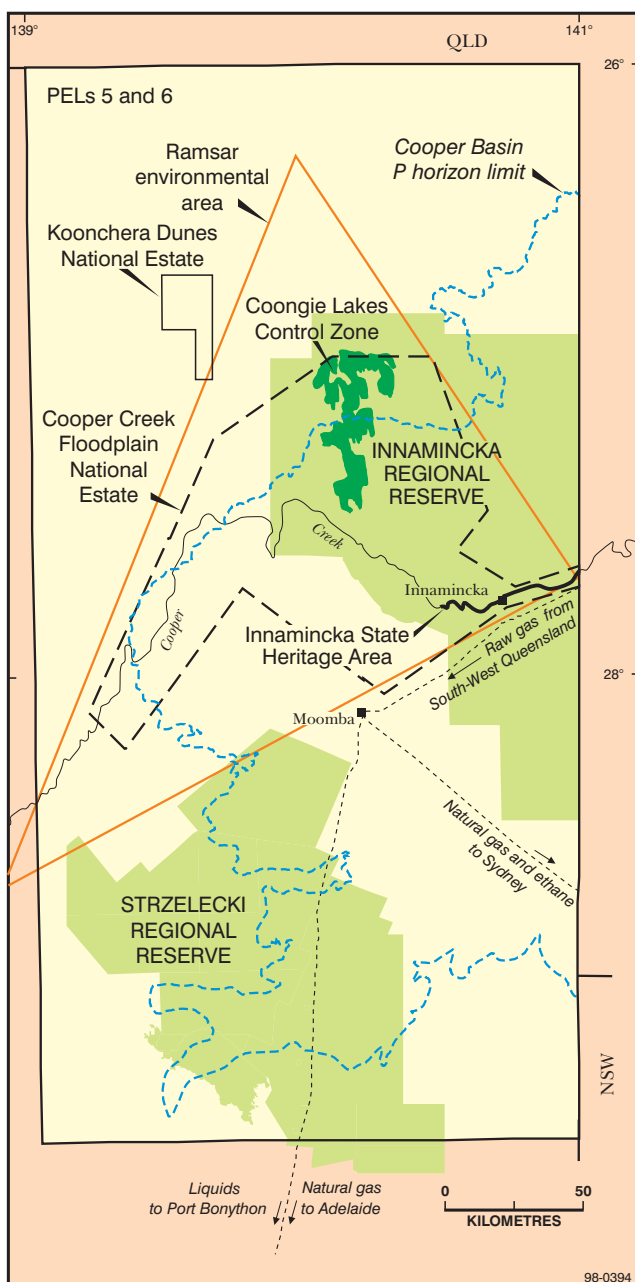 139°
QLD
141°
26°
PELs 5 and 6
Ramsar
environmental
area
Cooper Basin
P horizon limit
Koonchera Dunes
National Estate
Coongie Lakes
Control Zone
Cooper Creek
Floodplain
National
Estate
INNAMINCKA
REGIONAL
RESERVE
Creek
Cooper
Innamincka
Innamincka State
Heritage Area
Raw gas from
South-West Queensland
28°
Moomba
Natural gas and ethane
to Sydney
STRZELECKI
REGIONAL
RESERVE
NSW
Liquids
to Port Bonython
Natural gas
to Adelaide
0 50
KILOMETRES
98-0394